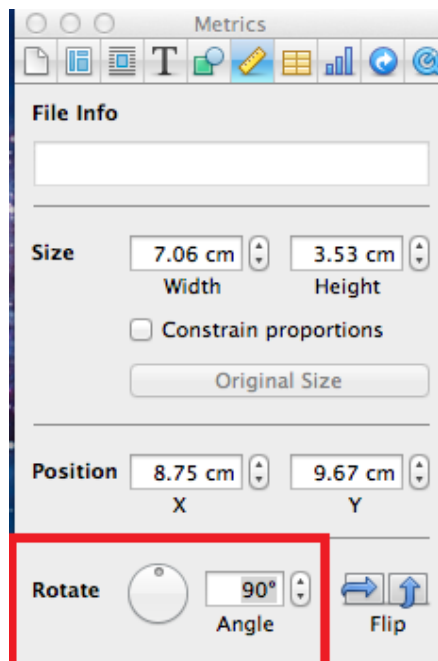 Metrics
T
File Info
Size 7.06 cm 3.53 cm
Width Height
Constrain proportions
Original Size
Position 8.75 cm 9.67 cm
X Y
Rotate 90°
Angle Flip